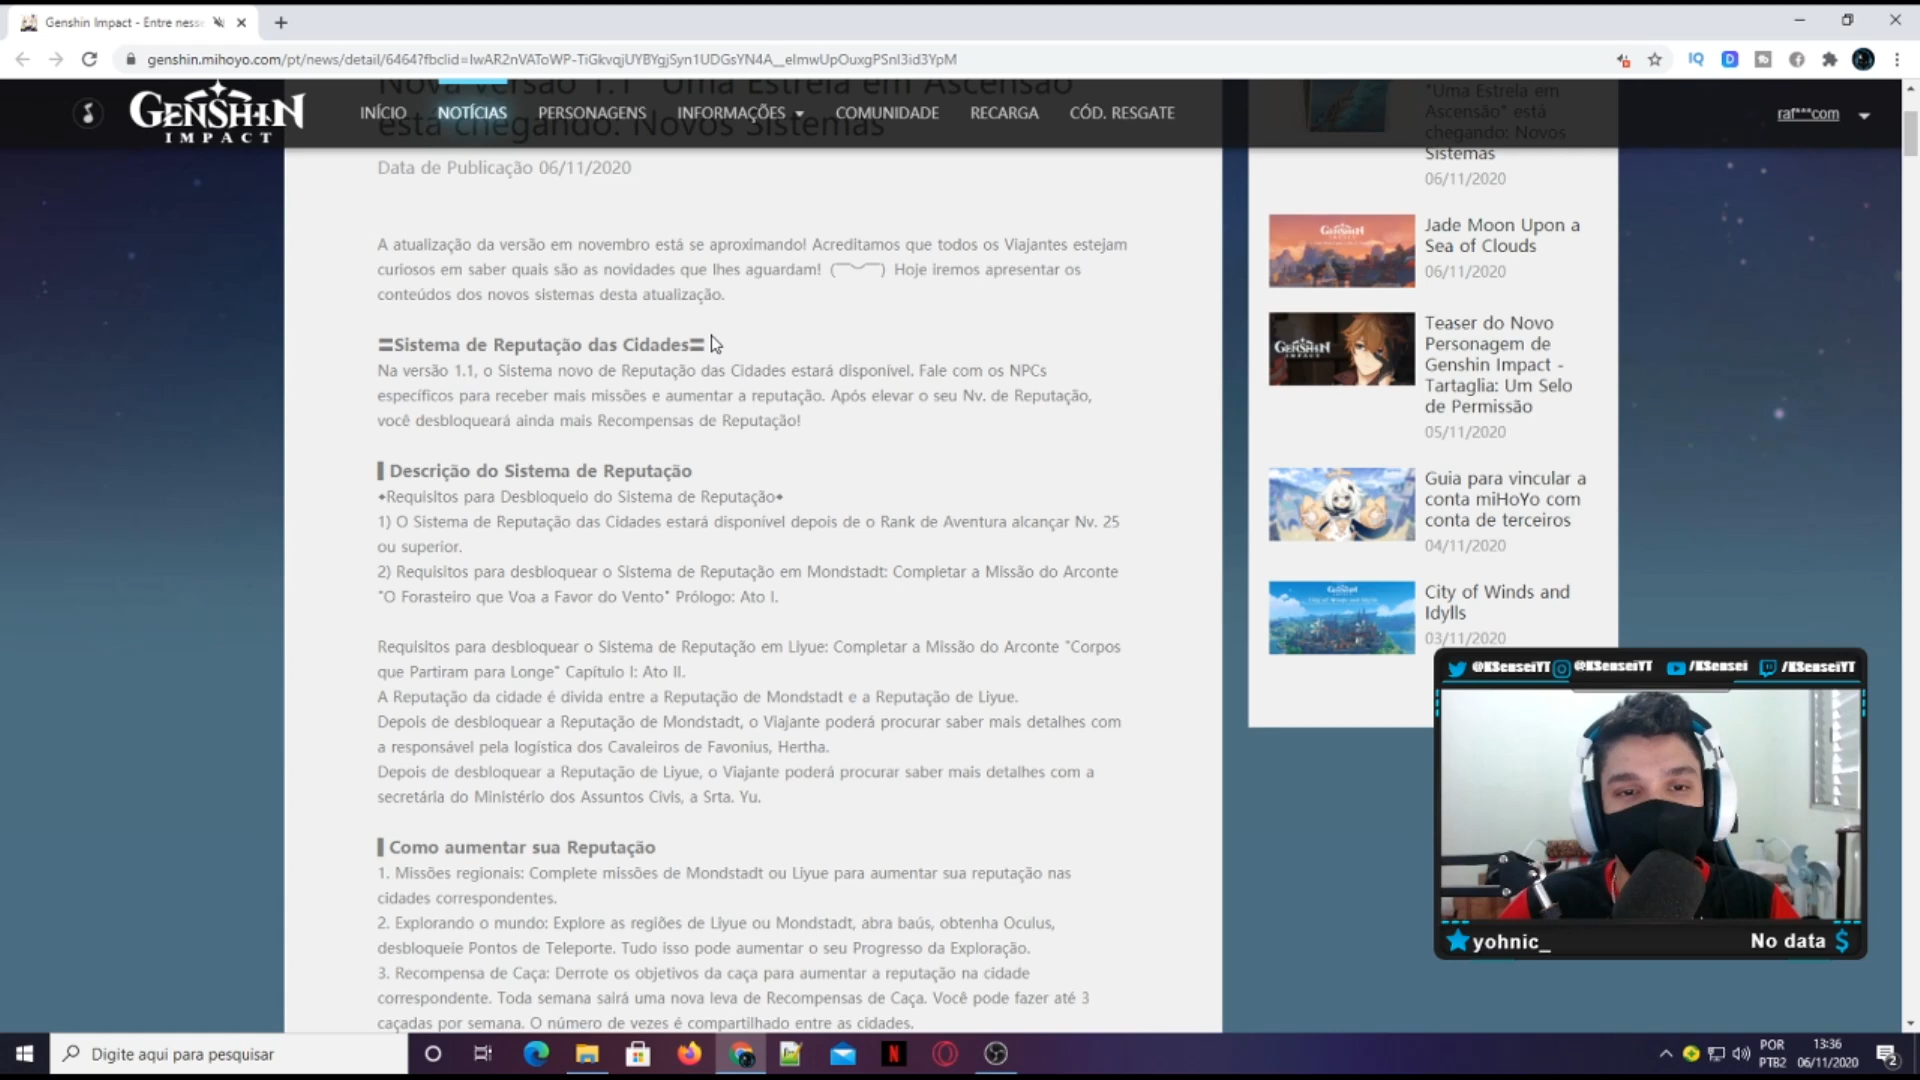 Genshin Impact - Entre ness
genshin.mihoyo.com/pt/news/detail/6464?fbclid=IwAR2nVAToWP-TiGkvqjUYBYgjSyn1UDGsYN4A__eImwUpOuxgPSnI3id3YpM
Nova versão 1.1 "Uma Estrela em Ascensão"
está chegando: Novos Sistemas
GENSHIN
IMPACT
INÍCIO
NOTÍCIAS
PERSONAGENS
INFORMAÇÕES
COMUNIDADE
RECARGA
CÓD. RESGATE
raf***com
Data de Publicação 06/11/2020
A atualização da versão em novembro está se aproximando! Acreditamos que todos os Viajantes estejam
curiosos em saber quais são as novidades que lhes aguardam! Hoje iremos apresentar os
conteúdos dos novos sistemas desta atualização.
〓Sistema de Reputação das Cidades〓
Na versão 1.1, o Sistema novo de Reputação das Cidades estará disponível. Fale com os NPCs
específicos para receber mais missões e aumentar a reputação. Após elevar o seu Nv. de Reputação,
você desbloqueará ainda mais Recompensas de Reputação!
▌Descrição do Sistema de Reputação
◆Requisitos para Desbloqueio do Sistema de Reputação◆
1) O Sistema de Reputação das Cidades estará disponível depois de o Rank de Aventura alcançar Nv. 25
ou superior.
2) Requisitos para desbloquear o Sistema de Reputação em Mondstadt: Completar a Missão do Arconte
"O Forasteiro que Voa a Favor do Vento" Prólogo: Ato I.
Requisitos para desbloquear o Sistema de Reputação em Liyue: Completar a Missão do Arconte "Corpos
que Partiram para Longe" Capítulo I: Ato II.
A Reputação da cidade é divida entre a Reputação de Mondstadt e a Reputação de Liyue.
Depois de desbloquear a Reputação de Mondstadt, o Viajante poderá procurar saber mais detalhes com
a responsável pela logística dos Cavaleiros de Favonius, Hertha.
Depois de desbloquear a Reputação de Liyue, o Viajante poderá procurar saber mais detalhes com a
secretária do Ministério dos Assuntos Civis, a Srta. Yu.
▌Como aumentar sua Reputação
1. Missões regionais: Complete missões de Mondstadt ou Liyue para aumentar sua reputação nas
cidades correspondentes.
2. Explorando o mundo: Explore as regiões de Liyue ou Mondstadt, abra baús, obtenha Oculus,
desbloqueie Pontos de Teleporte. Tudo isso pode aumentar o seu Progresso da Exploração.
3. Recompensa de Caça: Derrote os objetivos da caça para aumentar a reputação na cidade
correspondente. Toda semana sairá uma nova leva de Recompensas de Caça. Você pode fazer até 3
caçadas por semana. O número de vezes é compartilhado entre as cidades.
"Uma Estrela em
Ascensão" está
chegando: Novos
Sistemas
06/11/2020
GENSHIN
Jade Moon Upon a
Sea of Clouds
06/11/2020
GENSHIN
IMPACT
Teaser do Novo
Personagem de
Genshin Impact -
Tartaglia: Um Selo
de Permissão
05/11/2020
Guia para vincular a
conta miHoYo com
conta de terceiros
04/11/2020
GENSHIN
City of Winds and
Idylls
03/11/2020
@KSenseiYT
@KSenseiYT
/KSensei
/KSenseiYT
yohnic_
No data $
Digite aqui para pesquisar
POR
PTB2
13:36
06/11/2020
2